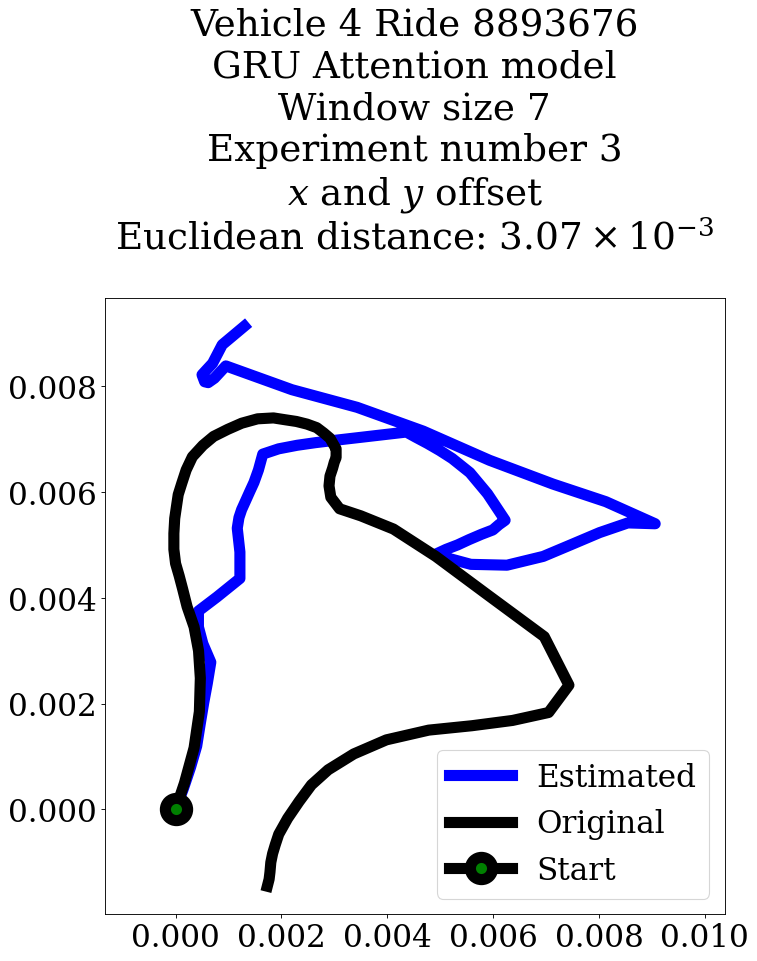 Vehicle 4 Ride 8893676
GRU Attention model
Window size 7
Experiment number 3
x and y offset
Euclidean distance: 3.07 × 10⁻³
0.008
0.006
0.004
0.002
0.000
Estimated
Original
Start
0.000 0.002 0.004 0.006 0.008 0.010